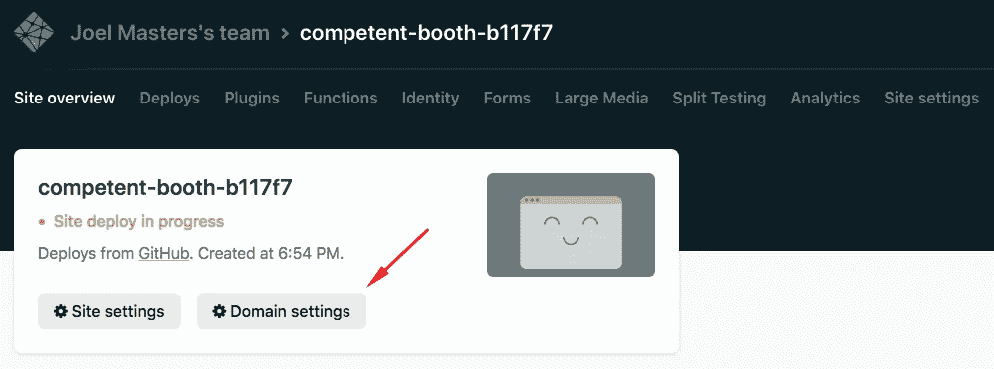 Joel Masters's team > competent-booth-b117f7
Site overview Deploys Plugins Functions Identity Forms Large Media Split Testing Analytics Site settings
competent-booth-b117f7
Site deploy in progress
Deploys from GitHub. Created at 6:54 PM.
Site settings Domain settings